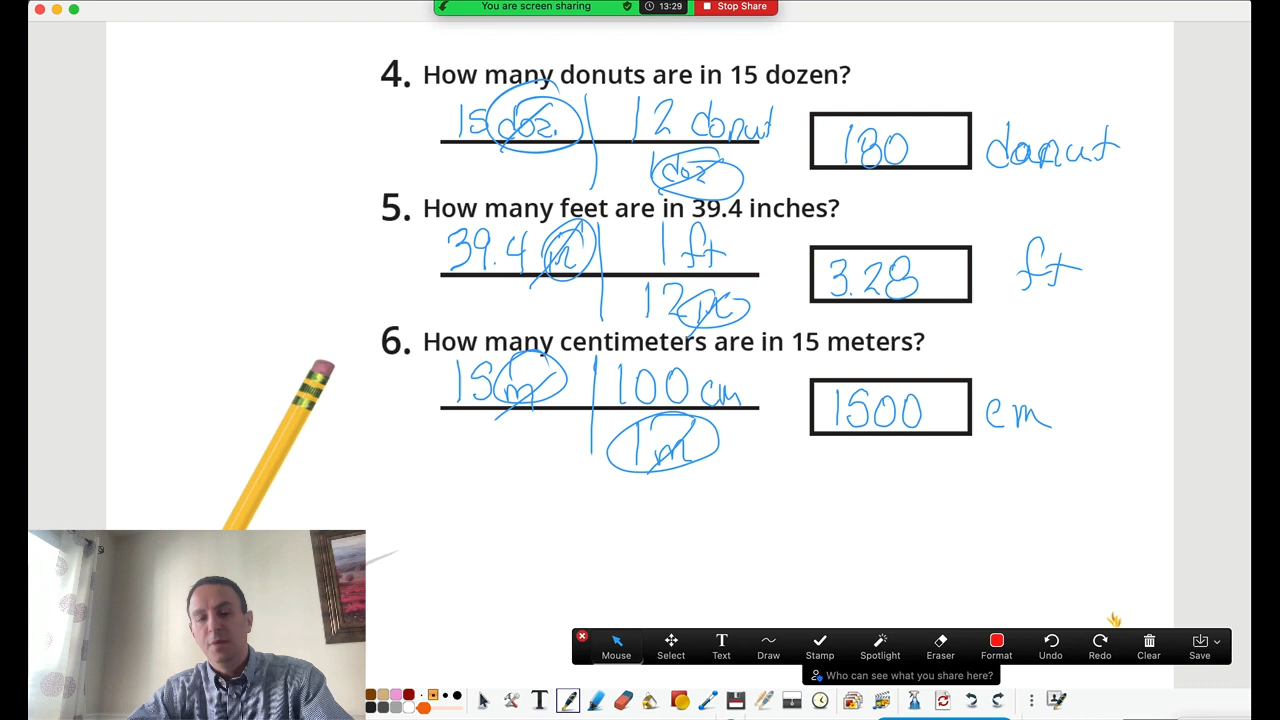 You are screen sharing 13:29 Stop Share
4. How many donuts are in 15 dozen?
15 doz. 12 donut 180 donut
1 doz
5. How many feet are in 39.4 inches?
39.4 in 1 ft 3.28 ft
12 in
6. How many centimeters are in 15 meters?
15 m 100 cm 1500 cm
1 m
Mouse Select Text Draw Stamp Spotlight Eraser Format Undo Redo Clear Save
Who can see what you share here?